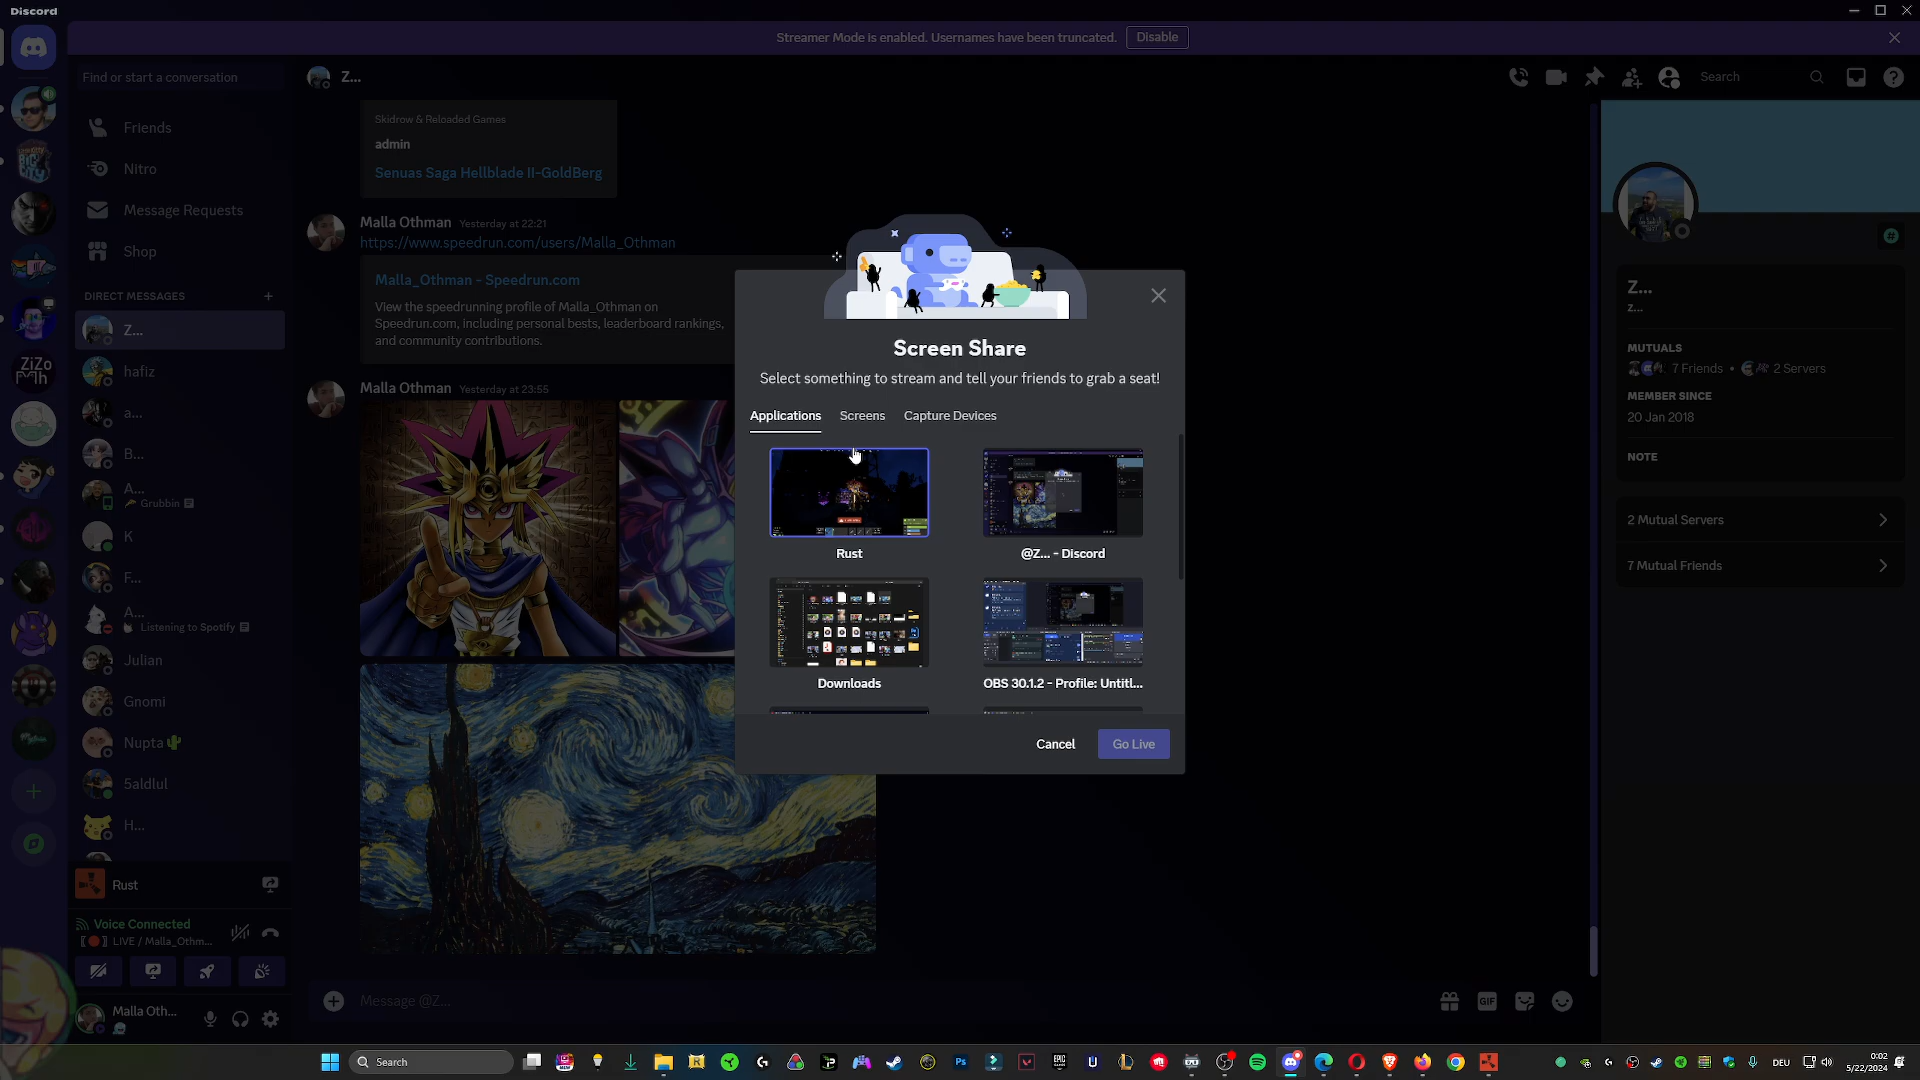 Discord
Streamer Mode is enabled. Usernames have been truncated.
Disable
Find or start a conversation
Z...
Search
Friends
Nitro
Message Requests
Shop
DIRECT MESSAGES
Z...
hafiz
a...
B...
A...
Grubbin
K
F...
A...
Listening to Spotify
Julian
Gnomi
Nupta🌵
5aldlul
H...
Rust
Voice Connected
LIVE / Malla_Othm...
Malla Oth...
Skidrow & Reloaded Games
admin
Senuas Saga Hellblade II-GoldBerg
Malla Othman Yesterday at 22:21
https://www.speedrun.com/users/Malla_Othman
Malla_Othman - Speedrun.com
View the speedrunning profile of Malla_Othman on
Speedrun.com, including personal bests, leaderboard rankings,
and community contributions.
Malla Othman Yesterday at 23:55
Message @Z...
GIF
Screen Share
Select something to stream and tell your friends to grab a seat!
Applications
Screens
Capture Devices
Rust
@Z... - Discord
Downloads
OBS 30.1.2 - Profile: Untitl...
Cancel
Go Live
Z...
Z...
MUTUALS
7 Friends • 2 Servers
MEMBER SINCE
20 Jan 2018
NOTE
2 Mutual Servers
7 Mutual Friends
Search
DEU
0:02
5/22/2024